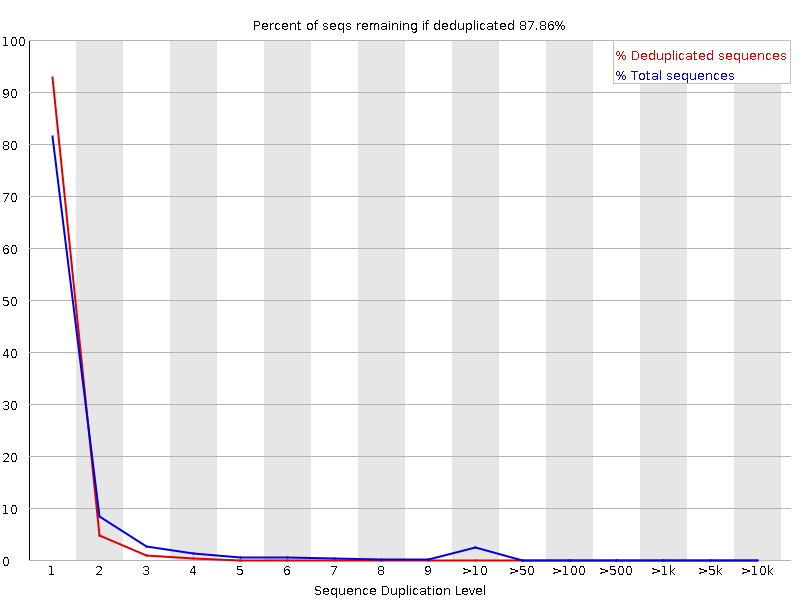 Percent of seqs remaining if deduplicated 87.86%
% Deduplicated sequences
% Total sequences
100
90
80
70
60
50
40
30
20
10
0
1 2 3 4 5 6 7 8 9 >10 >50 >100 >500 >1k >5k >10k
Sequence Duplication Level